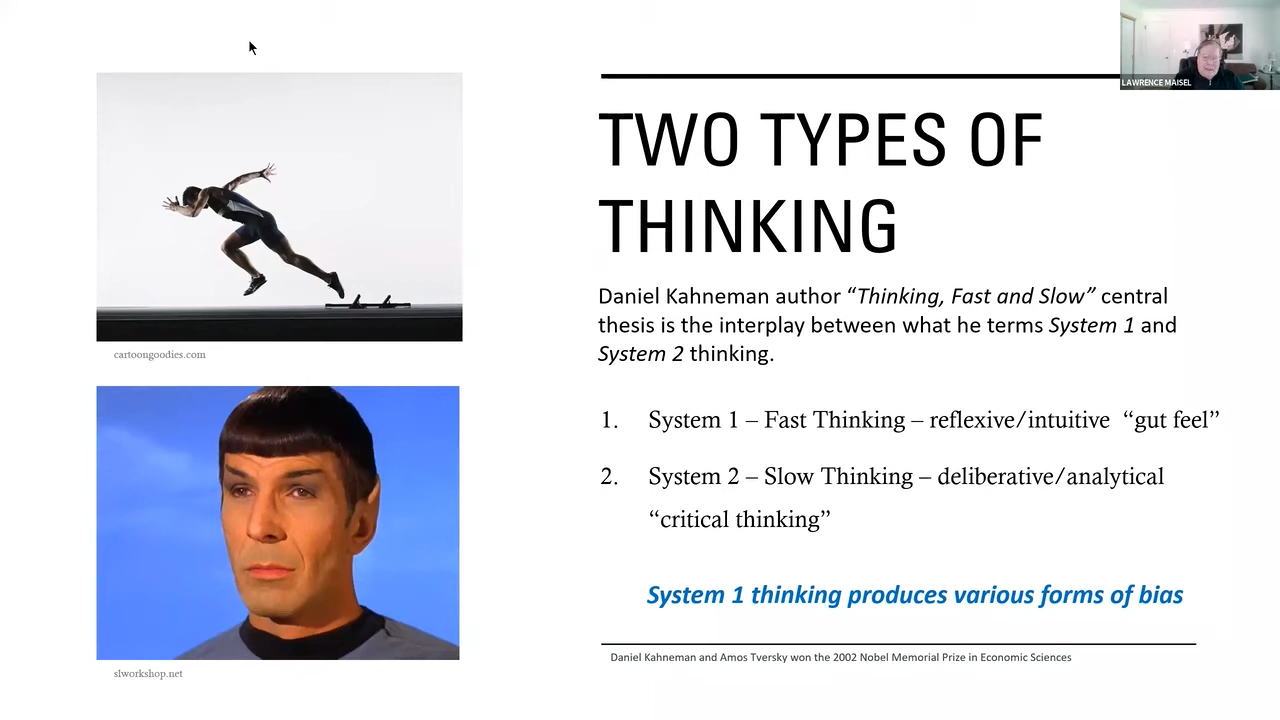 LAWRENCE MAISEL
TWO TYPES OF
THINKING
Daniel Kahneman author “Thinking, Fast and Slow” central
thesis is the interplay between what he terms System 1 and
System 2 thinking.
1. System 1 – Fast Thinking – reflexive/intuitive “gut feel”
2. System 2 – Slow Thinking – deliberative/analytical
“critical thinking”
System 1 thinking produces various forms of bias
Daniel Kahneman and Amos Tversky won the 2002 Nobel Memorial Prize in Economic Sciences
cartoongoodies.com
slworkshop.net